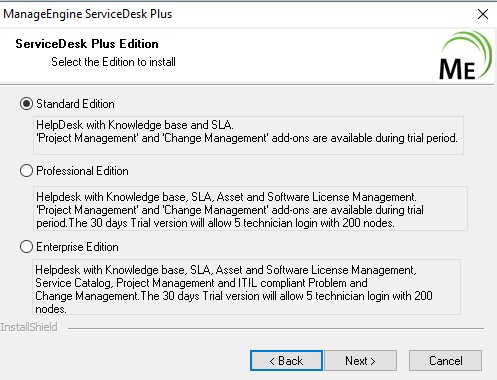 ManageEngine ServiceDesk Plus
ServiceDesk Plus Edition
Select the Edition to install
ME
Standard Edition
HelpDesk with Knowledge base and SLA.
'Project Management' and 'Change Management' add-ons are available during trial period.
Professional Edition
Helpdesk with Knowledge base, SLA, Asset and Software License Management.
'Project Management' and 'Change Management' add-ons are available during trial
period.The 30 days Trial version will allow 5 technician login with 200 nodes.
Enterprise Edition
Helpdesk with Knowledge base, SLA, Asset and Software License Management,
Service Catalog, Project Management and ITIL compliant Problem and
Change Management.The 30 days Trial version will allow 5 technician login with 200
nodes.
InstallShield
< Back
Next >
Cancel